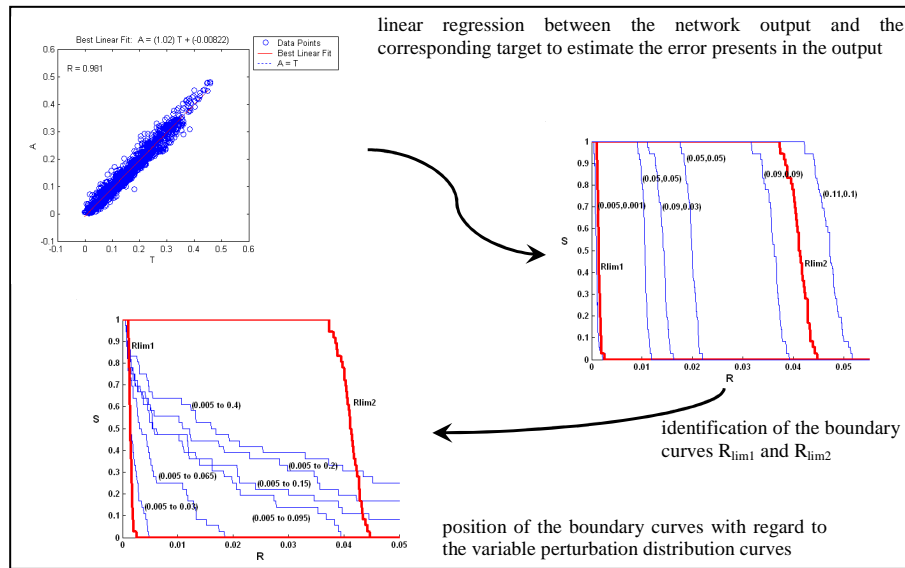 linear regression between the network output and the
corresponding target to estimate the error presents in the output
Best Linear Fit: A = (1.02) T + (-0.00822)
R = 0.981
Data Points
Best Linear Fit
A = T
0.6
0.5
0.4
0.3
0.2
0.1
0
-0.1
A
-0.1
0
0.1
0.2
0.3
0.4
0.5
0.6
T
1
0.9
0.8
0.7
0.6
0.5
0.4
0.3
0.2
0.1
0
S
(0.05,0.05)
(0.05,0.05)
(0.09,0.09)
(0.005,0.001)
(0.09,0.03)
(0.11,0.1)
Rlim1
Rlim2
0
0.01
0.02
0.03
0.04
0.05
R
identification of the boundary
curves Rlim1 and Rlim2
1
0.9
0.8
0.7
0.6
0.5
0.4
0.3
0.2
0.1
0
S
Rlim1
Rlim2
(0.005 to 0.4)
(0.005 to 0.2)
(0.005 to 0.065)
(0.005 to 0.15)
(0.005 to 0.03)
(0.005 to 0.095)
0
0.01
0.02
0.03
0.04
0.05
R
position of the boundary curves with regard to
the variable perturbation distribution curves